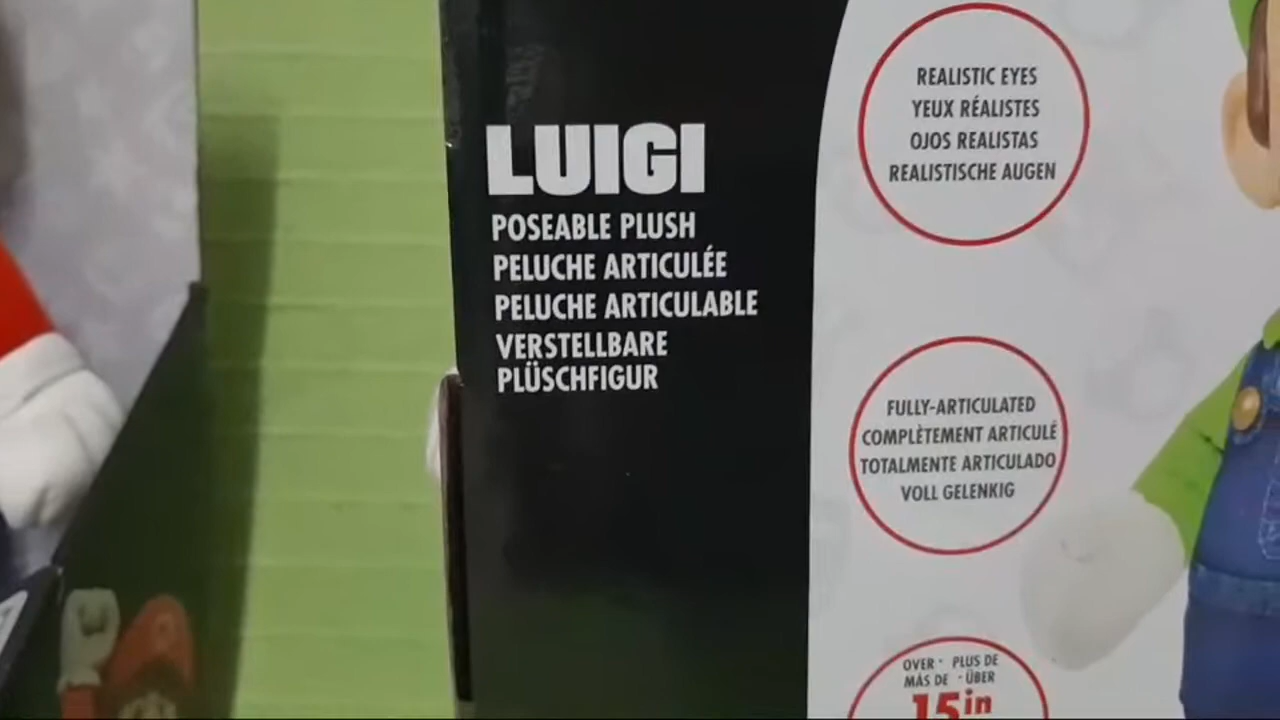 LUIGI
POSEABLE PLUSH
PELUCHE ARTICULÉE
PELUCHE ARTICULABLE
VERSTELLBARE
PLÜSCHFIGUR
REALISTIC EYES
YEUX RÉALISTES
OJOS REALISTAS
REALISTISCHE AUGEN
FULLY-ARTICULATED
COMPLÈTEMENT ARTICULÉ
TOTALMENTE ARTICULADO
VOLL GELENKIG
OVER · PLUS DE
MÁS DE · ÜBER
15in